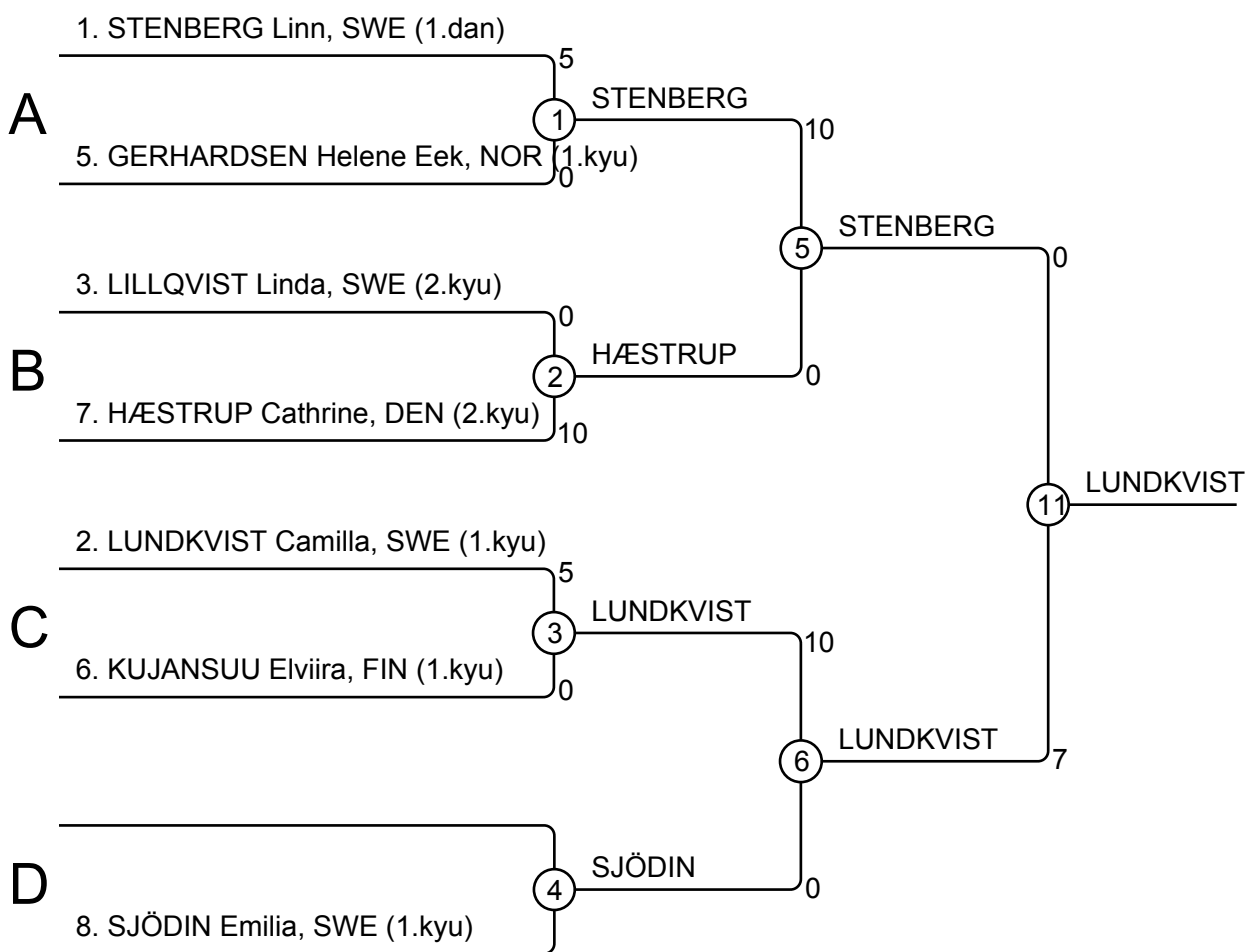 1. STENBERG Linn, SWE (1.dan)
5
A
1
STENBERG
10
5. GERHARDSEN Helene Eek, NOR (1.kyu)
0
5
STENBERG
0
3. LILLQVIST Linda, SWE (2.kyu)
0
B
2
HÆSTRUP
0
7. HÆSTRUP Cathrine, DEN (2.kyu)
10
11
LUNDKVIST
2. LUNDKVIST Camilla, SWE (1.kyu)
5
C
3
LUNDKVIST
10
6. KUJANSUU Elviira, FIN (1.kyu)
0
6
LUNDKVIST
7
D
4
SJÖDIN
0
8. SJÖDIN Emilia, SWE (1.kyu)